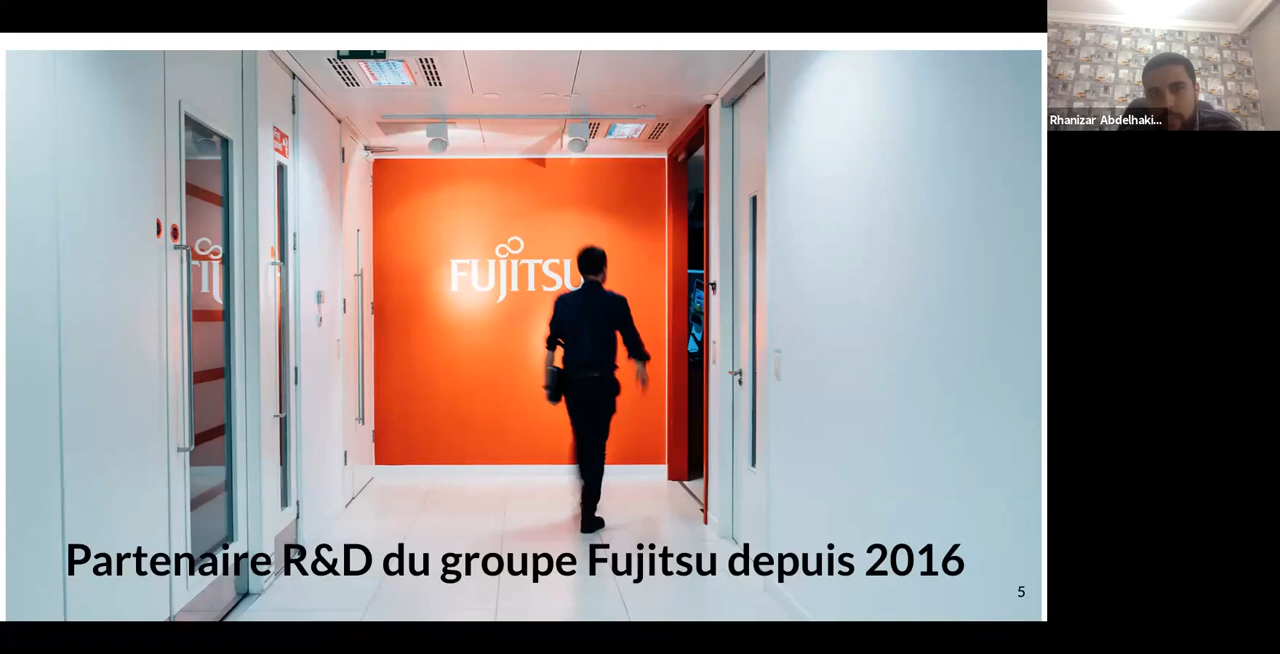 Rhanizar Abdelhaki...
FUJITSU
Partenaire R&D du groupe Fujitsu depuis 2016
5